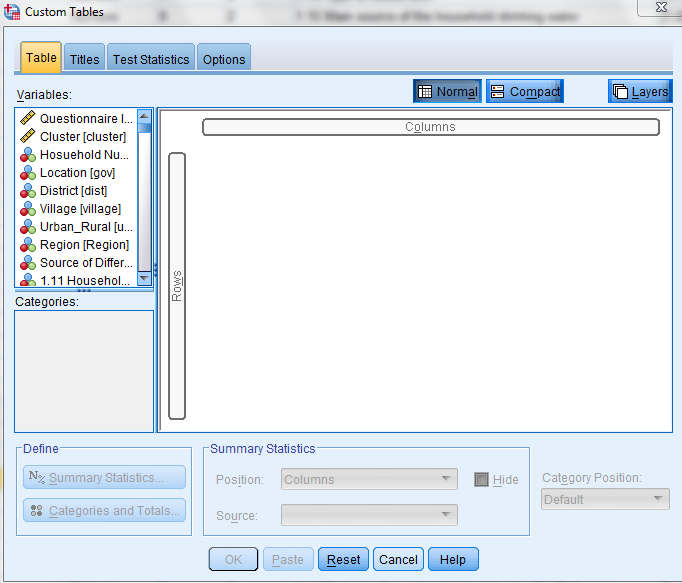 Custom Tables
Table Titles Test Statistics Options
Variables:
Normal Compact Layers
Questionnaire I...
Cluster [cluster]
Hosuehold Nu...
Location [gov]
District [dist]
Village [village]
Urban_Rural [u...
Region [Region]
Source of Differ...
1.11 Househol...
Columns
Rows
Categories:
Define
N% Summary Statistics...
Categories and Totals...
Summary Statistics
Position: Columns Hide
Source:
Category Position:
Default
OK Paste Reset Cancel Help